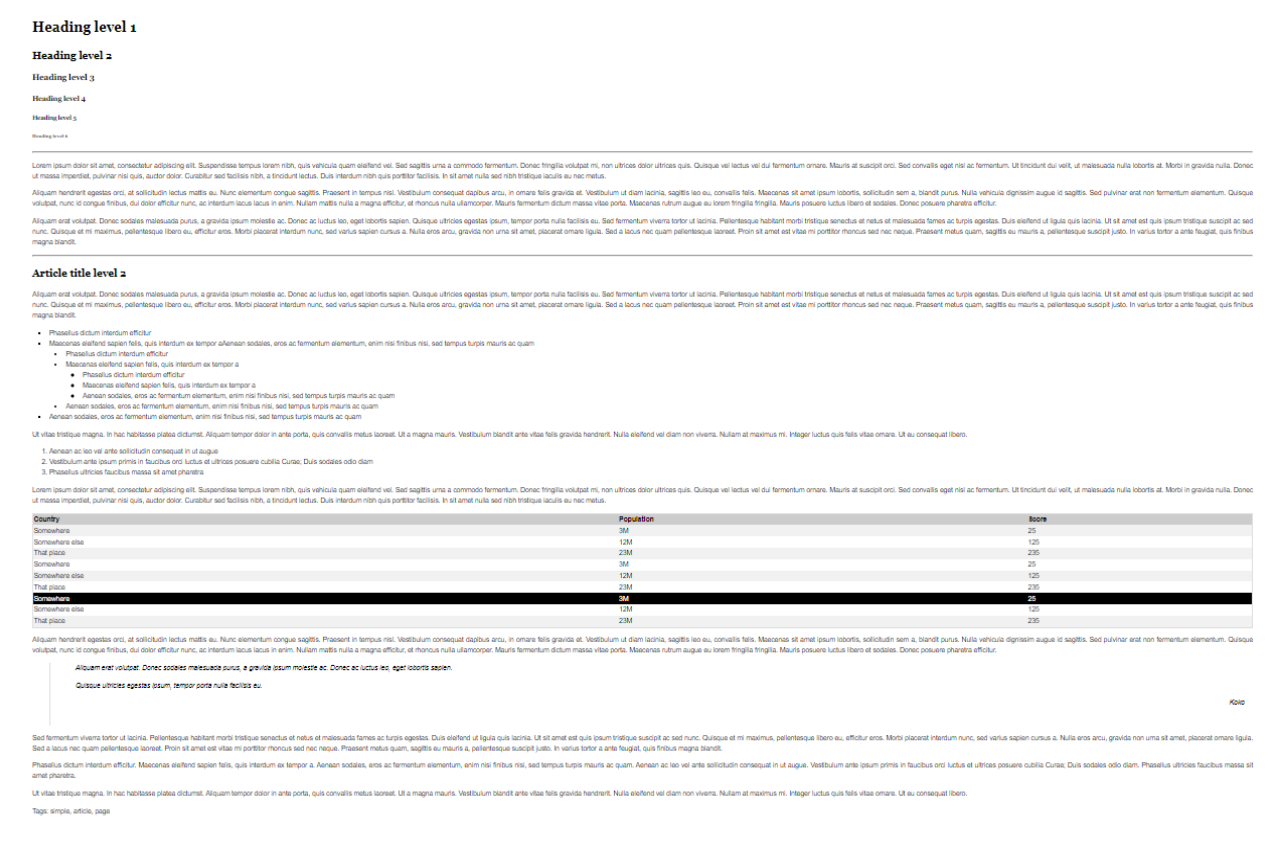 Heading level 1
Heading level 2
Heading level 3
Heading level 4
Heading level 5
Heading level 6
Lorem ipsum dolor sit amet, consectetur adipiscing elit. Suspendisse tempus lorem nibh, quis vehicula quam eleifend vel. Sed sagittis urna a commodo fermentum. Donec fringilla volutpat mi, non ultrices dolor ultrices quis. Quisque vel lectus vel dui fermentum ornare. Mauris at suscipit orci. Sed convallis eget nisi ac fermentum. Ut tincidunt dui velit, ut malesuada nulla lobortis at. Morbi in gravida nulla. Donec
ut massa imperdiet, pulvinar nisi quis, auctor dolor. Curabitur sed facilisis nibh, a tincidunt lectus. Duis interdum nibh quis porttitor facilisis. In sit amet nulla sed nibh tristique iaculis eu nec metus.
Aliquam hendrerit egestas orci, at sollicitudin lectus mattis eu. Nunc elementum congue sagittis. Praesent in tempus nisl. Vestibulum consequat dapibus arcu, in ornare felis gravida et. Vestibulum ut diam lacinia, sagittis leo eu, convallis felis. Maecenas sit amet ipsum lobortis, sollicitudin sem a, blandit purus. Nulla vehicula dignissim augue id sagittis. Sed pulvinar erat non fermentum elementum. Quisque
volutpat, nunc id congue finibus, dui dolor efficitur nunc, ac interdum lacus lacus in enim. Nullam mattis nulla a magna efficitur, et rhoncus nulla ullamcorper. Mauris fermentum dictum massa vitae porta. Maecenas rutrum augue eu lorem fringilla fringilla. Mauris posuere luctus libero et sodales. Donec posuere pharetra efficitur.
Aliquam erat volutpat. Donec sodales malesuada purus, a gravida ipsum molestie ac. Donec ac luctus leo, eget lobortis sapien. Quisque ultricies egestas ipsum, tempor porta nulla facilisis eu. Sed fermentum viverra tortor ut lacinia. Pellentesque habitant morbi tristique senectus et netus et malesuada fames ac turpis egestas. Duis eleifend ut ligula quis lacinia. Ut sit amet est quis ipsum tristique suscipit ac sed
nunc. Quisque et mi maximus, pellentesque libero eu, efficitur eros. Morbi placerat interdum nunc, sed varius sapien cursus a. Nulla eros arcu, gravida non urna sit amet, placerat ornare ligula. Sed a lacus nec quam pellentesque laoreet. Proin sit amet est vitae mi porttitor rhoncus sed nec neque. Praesent metus quam, sagittis eu mauris a, pellentesque suscipit justo. In varius tortor a ante feugiat, quis finibus
magna blandit.
Article title level 2
Aliquam erat volutpat. Donec sodales malesuada purus, a gravida ipsum molestie ac. Donec ac luctus leo, eget lobortis sapien. Quisque ultricies egestas ipsum, tempor porta nulla facilisis eu. Sed fermentum viverra tortor ut lacinia. Pellentesque habitant morbi tristique senectus et netus et malesuada fames ac turpis egestas. Duis eleifend ut ligula quis lacinia. Ut sit amet est quis ipsum tristique suscipit ac sed
nunc. Quisque et mi maximus, pellentesque libero eu, efficitur eros. Morbi placerat interdum nunc, sed varius sapien cursus a. Nulla eros arcu, gravida non urna sit amet, placerat ornare ligula. Sed a lacus nec quam pellentesque laoreet. Proin sit amet est vitae mi porttitor rhoncus sed nec neque. Praesent metus quam, sagittis eu mauris a, pellentesque suscipit justo. In varius tortor a ante feugiat, quis finibus
magna blandit.
Phasellus dictum interdum efficitur
Maecenas eleifend sapien felis, quis interdum ex tempor aAenean sodales, eros ac fermentum elementum, enim nisi finibus nisi, sed tempus turpis mauris ac quam
Phasellus dictum interdum efficitur
Maecenas eleifend sapien felis, quis interdum ex tempor a
Phasellus dictum interdum efficitur
Maecenas eleifend sapien felis, quis interdum ex tempor a
Aenean sodales, eros ac fermentum elementum, enim nisi finibus nisi, sed tempus turpis mauris ac quam
Aenean sodales, eros ac fermentum elementum, enim nisi finibus nisi, sed tempus turpis mauris ac quam
Aenean sodales, eros ac fermentum elementum, enim nisi finibus nisi, sed tempus turpis mauris ac quam
Ut vitae tristique magna. In hac habitasse platea dictumst. Aliquam tempor dolor in ante porta, quis convallis metus laoreet. Ut a magna mauris. Vestibulum blandit ante vitae felis gravida hendrerit. Nulla eleifend vel diam non viverra. Nullam at maximus mi. Integer luctus quis felis vitae ornare. Ut eu consequat libero.
1. Aenean ac leo vel ante sollicitudin consequat in ut augue
2. Vestibulum ante ipsum primis in faucibus orci luctus et ultrices posuere cubilia Curae; Duis sodales odio diam
3. Phasellus ultricies faucibus massa sit amet pharetra
Lorem ipsum dolor sit amet, consectetur adipiscing elit. Suspendisse tempus lorem nibh, quis vehicula quam eleifend vel. Sed sagittis urna a commodo fermentum. Donec fringilla volutpat mi, non ultrices dolor ultrices quis. Quisque vel lectus vel dui fermentum ornare. Mauris at suscipit orci. Sed convallis eget nisi ac fermentum. Ut tincidunt dui velit, ut malesuada nulla lobortis at. Morbi in gravida nulla. Donec
ut massa imperdiet, pulvinar nisi quis, auctor dolor. Curabitur sed facilisis nibh, a tincidunt lectus. Duis interdum nibh quis porttitor facilisis. In sit amet nulla sed nibh tristique iaculis eu nec metus.
Country Population Score
Somewhere 3M 25
Somewhere else 12M 125
That place 23M 235
Somewhere 3M 25
Somewhere else 12M 125
That place 23M 235
Somewhere 3M 25
Somewhere else 12M 125
That place 23M 235
Aliquam hendrerit egestas orci, at sollicitudin lectus mattis eu. Nunc elementum congue sagittis. Praesent in tempus nisl. Vestibulum consequat dapibus arcu, in ornare felis gravida et. Vestibulum ut diam lacinia, sagittis leo eu, convallis felis. Maecenas sit amet ipsum lobortis, sollicitudin sem a, blandit purus. Nulla vehicula dignissim augue id sagittis. Sed pulvinar erat non fermentum elementum. Quisque
volutpat, nunc id congue finibus, dui dolor efficitur nunc, ac interdum lacus lacus in enim. Nullam mattis nulla a magna efficitur, et rhoncus nulla ullamcorper. Mauris fermentum dictum massa vitae porta. Maecenas rutrum augue eu lorem fringilla fringilla. Mauris posuere luctus libero et sodales. Donec posuere pharetra efficitur.
Aliquam erat volutpat. Donec sodales malesuada purus, a gravida ipsum molestie ac. Donec ac luctus leo, eget lobortis sapien.
Quisque ultricies egestas ipsum, tempor porta nulla facilisis eu.
Koko
Sed fermentum viverra tortor ut lacinia. Pellentesque habitant morbi tristique senectus et netus et malesuada fames ac turpis egestas. Duis eleifend ut ligula quis lacinia. Ut sit amet est quis ipsum tristique suscipit ac sed nunc. Quisque et mi maximus, pellentesque libero eu, efficitur eros. Morbi placerat interdum nunc, sed varius sapien cursus a. Nulla eros arcu, gravida non urna sit amet, placerat ornare ligula.
Sed a lacus nec quam pellentesque laoreet. Proin sit amet est vitae mi porttitor rhoncus sed nec neque. Praesent metus quam, sagittis eu mauris a, pellentesque suscipit justo. In varius tortor a ante feugiat, quis finibus magna blandit.
Phasellus dictum interdum efficitur. Maecenas eleifend sapien felis, quis interdum ex tempor a. Aenean sodales, eros ac fermentum elementum, enim nisi finibus nisi, sed tempus turpis mauris ac quam. Aenean ac leo vel ante sollicitudin consequat in ut augue. Vestibulum ante ipsum primis in faucibus orci luctus et ultrices posuere cubilia Curae; Duis sodales odio diam. Phasellus ultricies faucibus massa sit
amet pharetra.
Ut vitae tristique magna. In hac habitasse platea dictumst. Aliquam tempor dolor in ante porta, quis convallis metus laoreet. Ut a magna mauris. Vestibulum blandit ante vitae felis gravida hendrerit. Nulla eleifend vel diam non viverra. Nullam at maximus mi. Integer luctus quis felis vitae ornare. Ut eu consequat libero.
Tags: simple, article, page